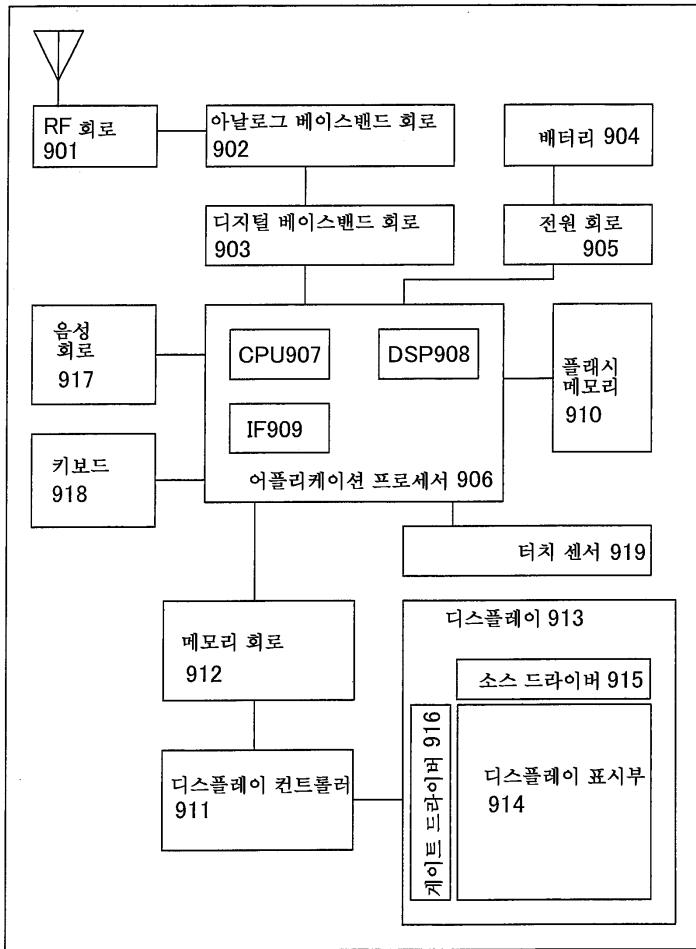 RF 회로
901
아날로그 베이스밴드 회로
902
배터리 904
디지털 베이스밴드 회로
903
전원 회로
905
음성
회로
917
CPU907
DSP908
IF909
어플리케이션 프로세서 906
플래시
메모리
910
키보드
918
터치 센서 919
메모리 회로
912
디스플레이 913
소스 드라이버 915
게이트 드라이버 916
디스플레이 표시부
914
디스플레이 컨트롤러
911